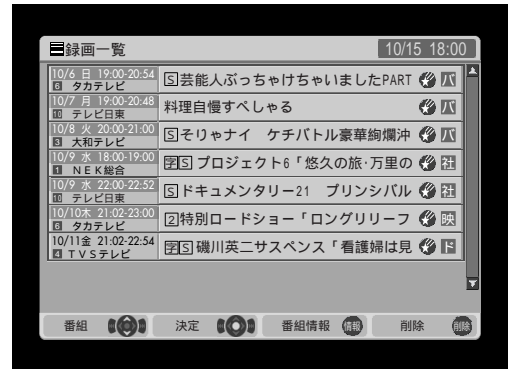 録画一覧 10/15 18:00
10/6 日 19:00-20:54
6 タカテレビ
S芸能人ぶっちゃけちゃいましたPART バ
10/7 月 19:00-20:48
10 テレビ日東
料理自慢すぺしゃる バ
10/8 火 20:00-21:00
3 大和テレビ
Sそりゃナイ ケチバトル豪華絢爛沖 バ
10/9 水 18:00-19:00
1 NEK総合
字S プロジェクト6「悠久の旅・万里の 社
10/9 水 22:00-22:52
10 テレビ日東
Sドキュメンタリー21 プリンシパル 社
10/10木 21:02-23:00
6 タカテレビ
2特別ロードショー「ロングリリーフ 映
10/11金 21:02-22:54
4 TVSテレビ
字S 磯川英二サスペンス「看護婦は見 ド
番組 決定 番組情報 情報 削除 削除